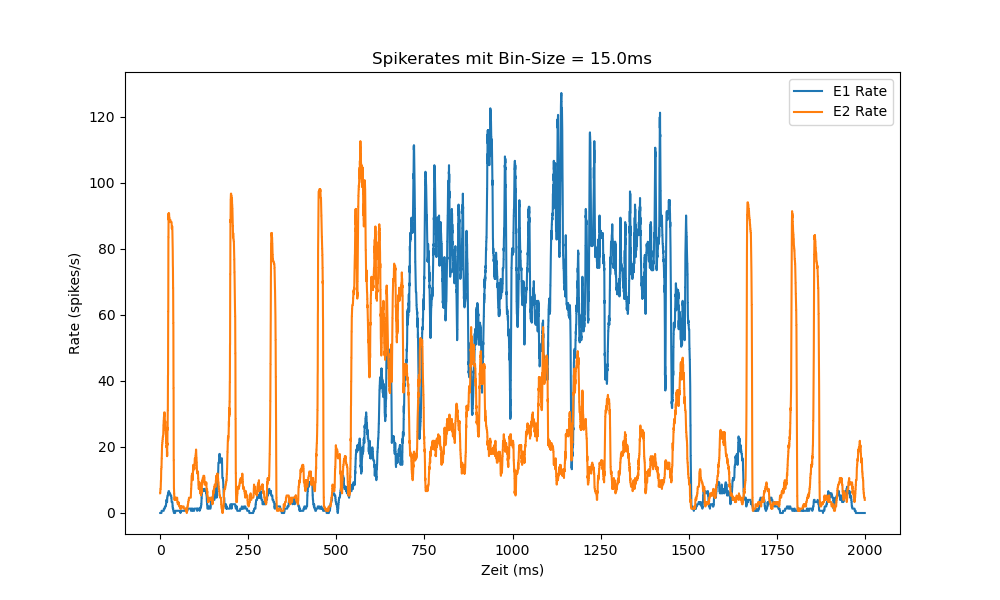 Spikerates mit Bin-Size = 15.0ms
E1 Rate
E2 Rate
120
100
80
60
40
20
0
Rate (spikes/s)
0 250 500 750 1000 1250 1500 1750 2000
Zeit (ms)